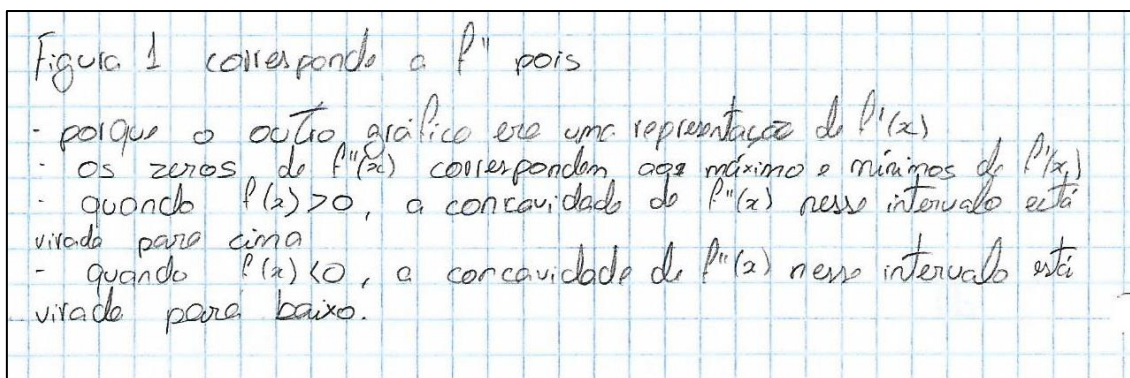 Figura 1 corresponde a f'' pois
- porque o outro gráfico era uma representação de f'(x)
- os zeros de f''(x) correspondem aos máximo e mínimos de f'(x)
- quando f(x)>0, a concavidade de f''(x) nesse intervalo está
virada para cima
- quando f(x)<0, a concavidade de f''(x) nesse intervalo está
virada para baixo.